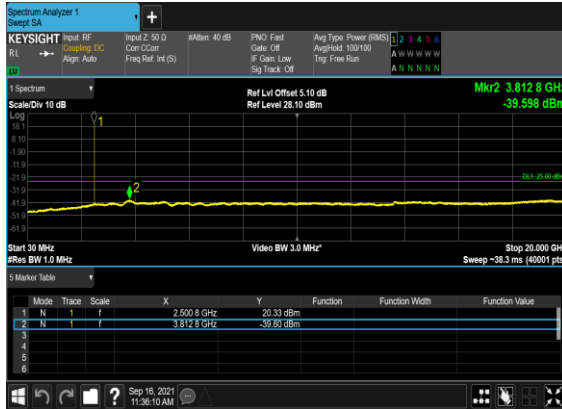 Spectrum Analyzer 1
Swept SA
+
KEYSIGHT Input: RF Input Z: 50 Ω #Atten: 40 dB PNO: Fast Avg Type: Power (RMS) 1 2 3 4 5 6
RL Coupling: DC Corr CCorr Gate: Off Avg|Hold: 100/100 A W W W W W
Align: Auto Freq Ref: Int (S) IF Gain: Low Trig: Free Run
LU Sig Track: Off A N N N N N
1 Spectrum Ref Lvl Offset 5.10 dB Mkr2 3.812 8 GHz
Scale/Div 10 dB Ref Level 28.10 dBm -39.598 dBm
Log
18.1
8.10
-1.90
-11.9
-21.9
-31.9
-41.9
-51.9
-61.9
1
2
DL1 -25.00 dBm
Start 30 MHz Video BW 3.0 MHz* Stop 20.000 GHz
#Res BW 1.0 MHz Sweep ~38.3 ms (40001 pts)
5 Marker Table
Mode Trace Scale X Y Function Function Width Function Value
1 N 1 f 2.500 8 GHz 20.33 dBm
2 N 1 f 3.812 8 GHz -39.60 dBm
3
4
5
6
? Sep 16, 2021
11:36:10 AM